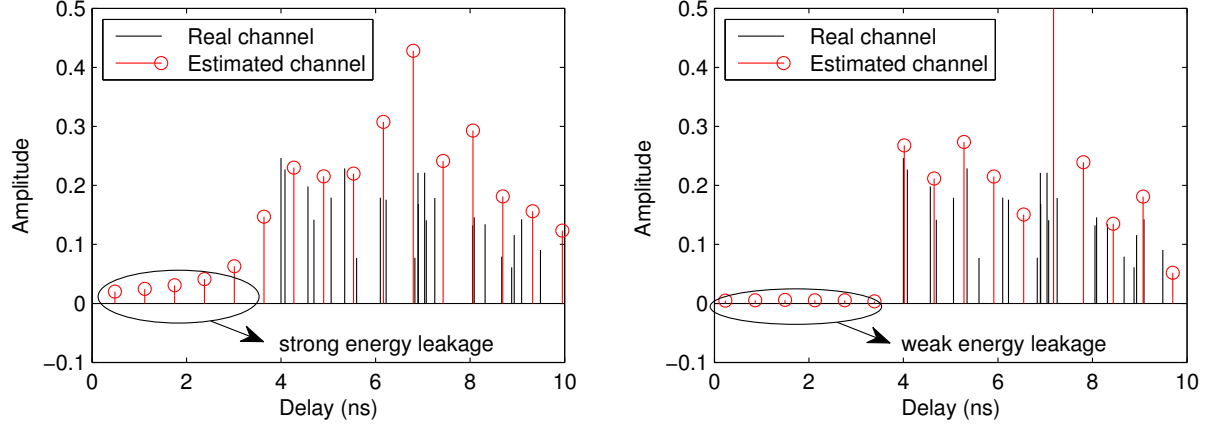 0.5
0.4
0.3
0.2
0.1
0
−0.1
Amplitude
Real channel
Estimated channel
strong energy leakage
0 2 4 6 8 10
Delay (ns)
0.5
0.4
0.3
0.2
0.1
0
−0.1
Amplitude
Real channel
Estimated channel
weak energy leakage
0 2 4 6 8 10
Delay (ns)